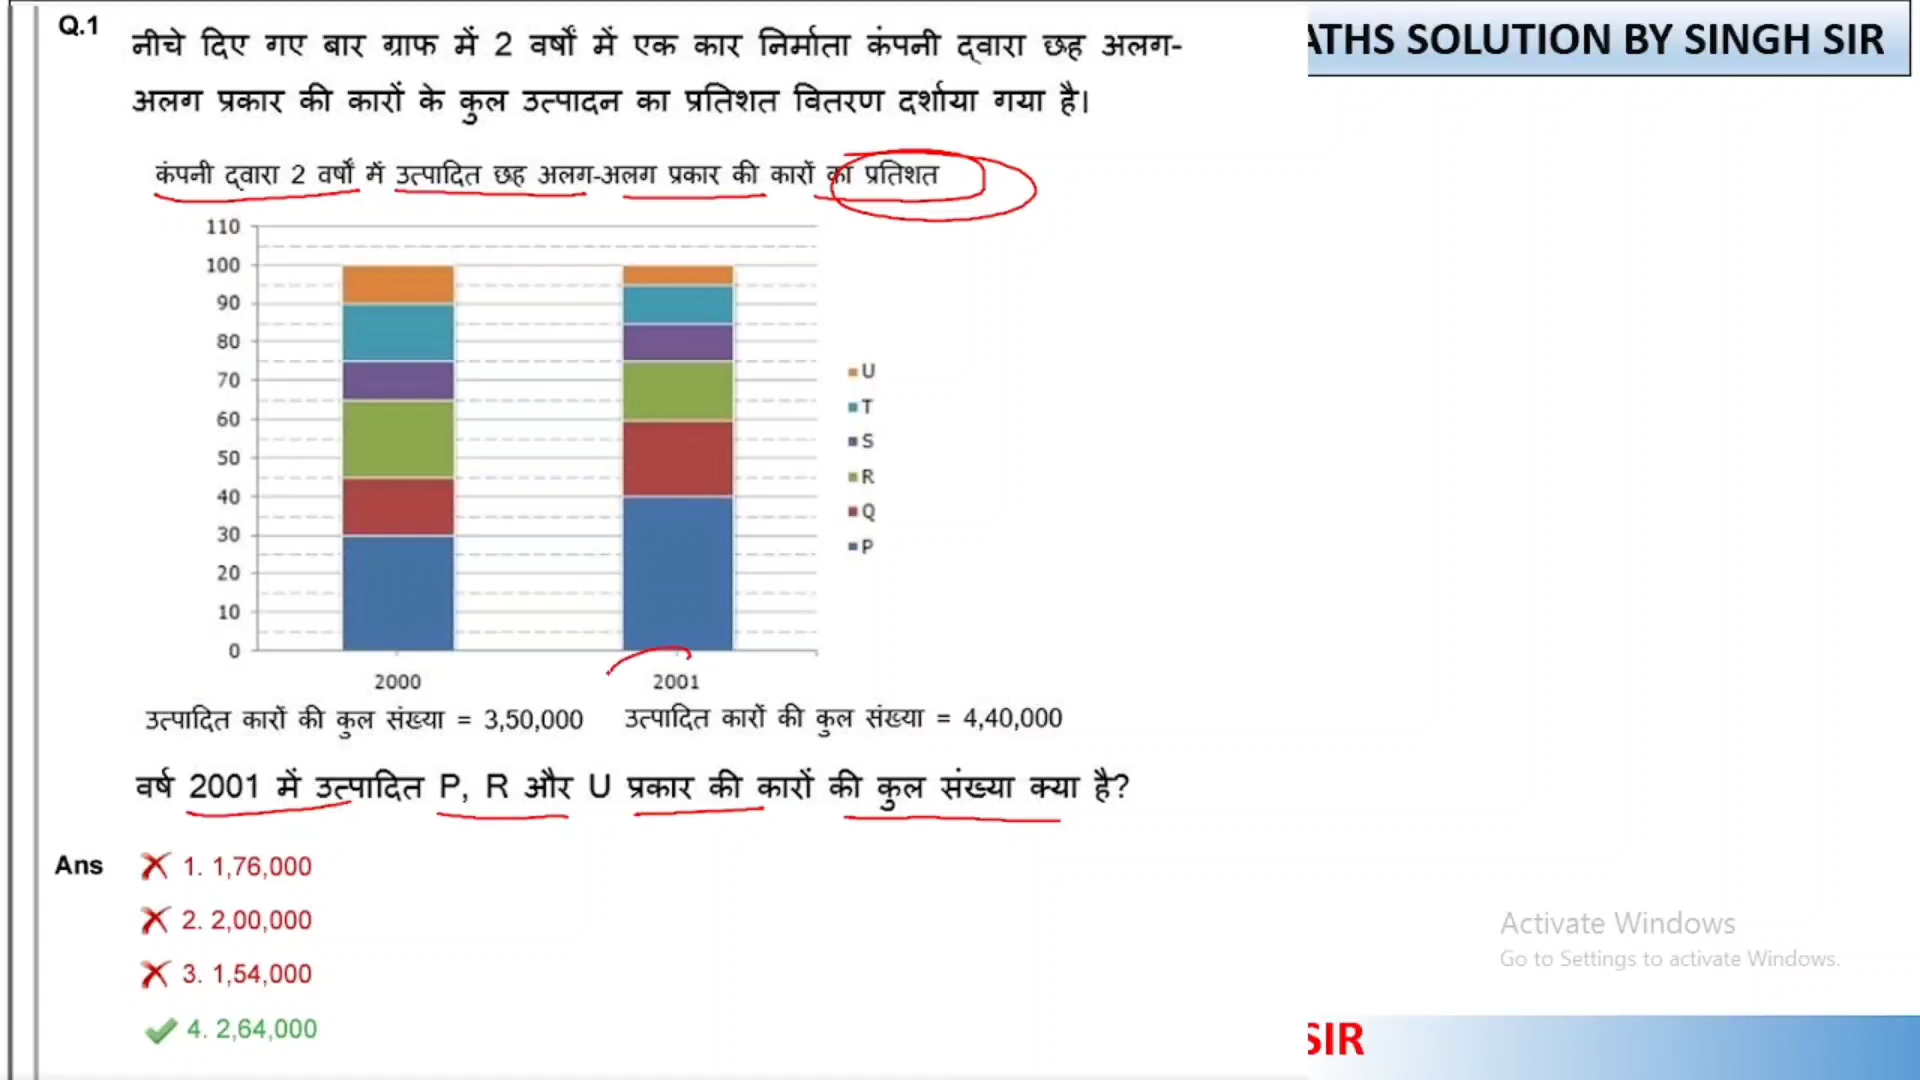 Q.1
नीचे दिए गए बार ग्राफ में 2 वर्षों में एक कार निर्माता कंपनी द्वारा छह अलग-
अलग प्रकार की कारों के कुल उत्पादन का प्रतिशत वितरण दर्शाया गया है।
ATHS SOLUTION BY SINGH SIR
कंपनी द्वारा 2 वर्षों में उत्पादित छह अलग-अलग प्रकार की कारों का प्रतिशत
110
100
90
80
70
60
50
40
30
20
10
0
U
T
S
R
Q
P
2000
2001
उत्पादित कारों की कुल संख्या = 3,50,000
उत्पादित कारों की कुल संख्या = 4,40,000
वर्ष 2001 में उत्पादित P, R और U प्रकार की कारों की कुल संख्या क्या है?
Ans
1. 1,76,000
2. 2,00,000
3. 1,54,000
4. 2,64,000
Activate Windows
Go to Settings to activate Windows.
SIR